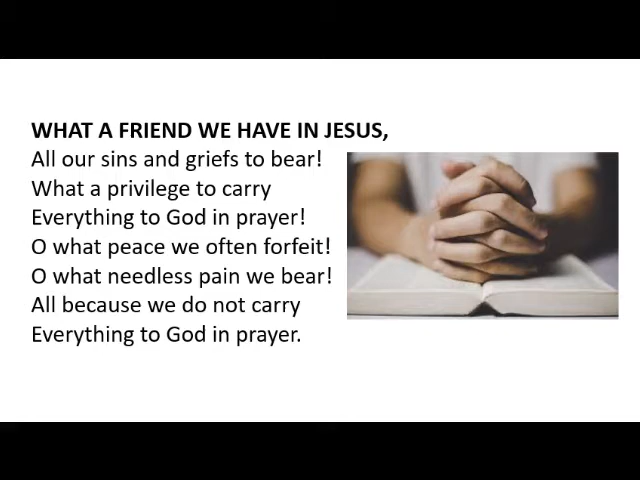 WHAT A FRIEND WE HAVE IN JESUS,
All our sins and griefs to bear!
What a privilege to carry
Everything to God in prayer!
O what peace we often forfeit!
O what needless pain we bear!
All because we do not carry
Everything to God in prayer.